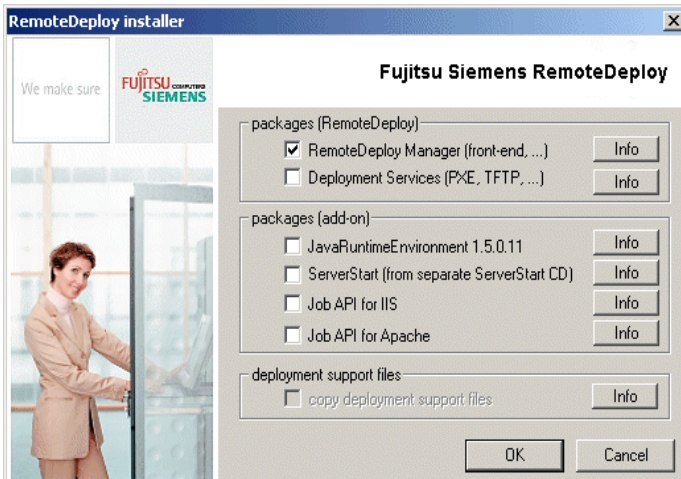 RemoteDeploy installer
We make sure
FUJITSU COMPUTERS
SIEMENS
Fujitsu Siemens RemoteDeploy
packages (RemoteDeploy)
RemoteDeploy Manager (front-end, ...) Info
Deployment Services (PXE, TFTP, ...) Info
packages (add-on)
JavaRuntimeEnvironment 1.5.0.11 Info
ServerStart (from separate ServerStart CD) Info
Job API for IIS Info
Job API for Apache Info
deployment support files
copy deployment support files Info
OK Cancel